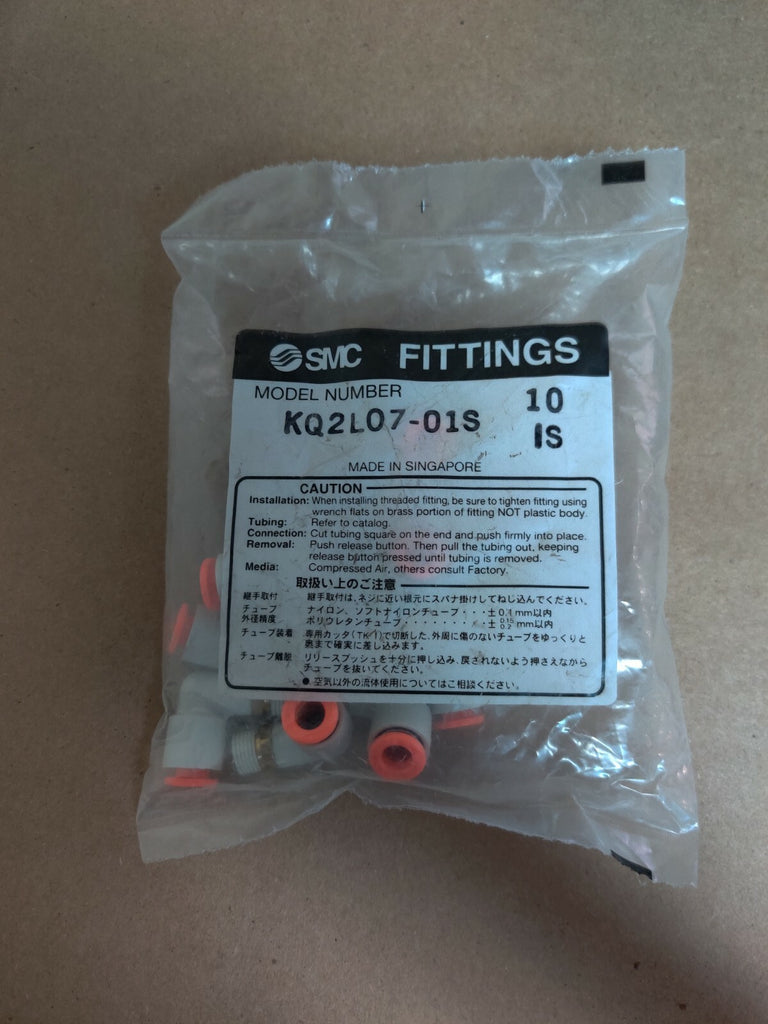 SMC FITTINGS
MODEL NUMBER 10
KQ2L07-01S IS
MADE IN SINGAPORE
CAUTION
Installation: When installing threaded fitting, be sure to tighten fitting using
wrench flats on brass portion of fitting NOT plastic body.
Tubing: Refer to catalog.
Connection: Cut tubing square on the end and push firmly into place.
Removal: Push release button. Then pull the tubing out, keeping
release button pressed until tubing is removed.
Media: Compressed Air, others consult Factory.
取扱い上のご注意
継手取付 継手取付は、ネジに近い根元にスパナ掛けしてねじ込んでください。
チューブ ナイロン、ソフトナイロンチューブ・・・± 0.1 mm以内
外径精度 ポリウレタンチューブ・・・・・・・・± 0.15 0.2 mm以内
チューブ装着 専用カッタ(TK-1)で切断した、外周に傷のないチューブをゆっくりと
奥まで確実に差し込みます。
チューブ離脱 リリースプッシュを十分に押し込み、戻されないよう押さえながら
チューブを抜いてください。
● 空気以外の流体使用についてはご相談ください。